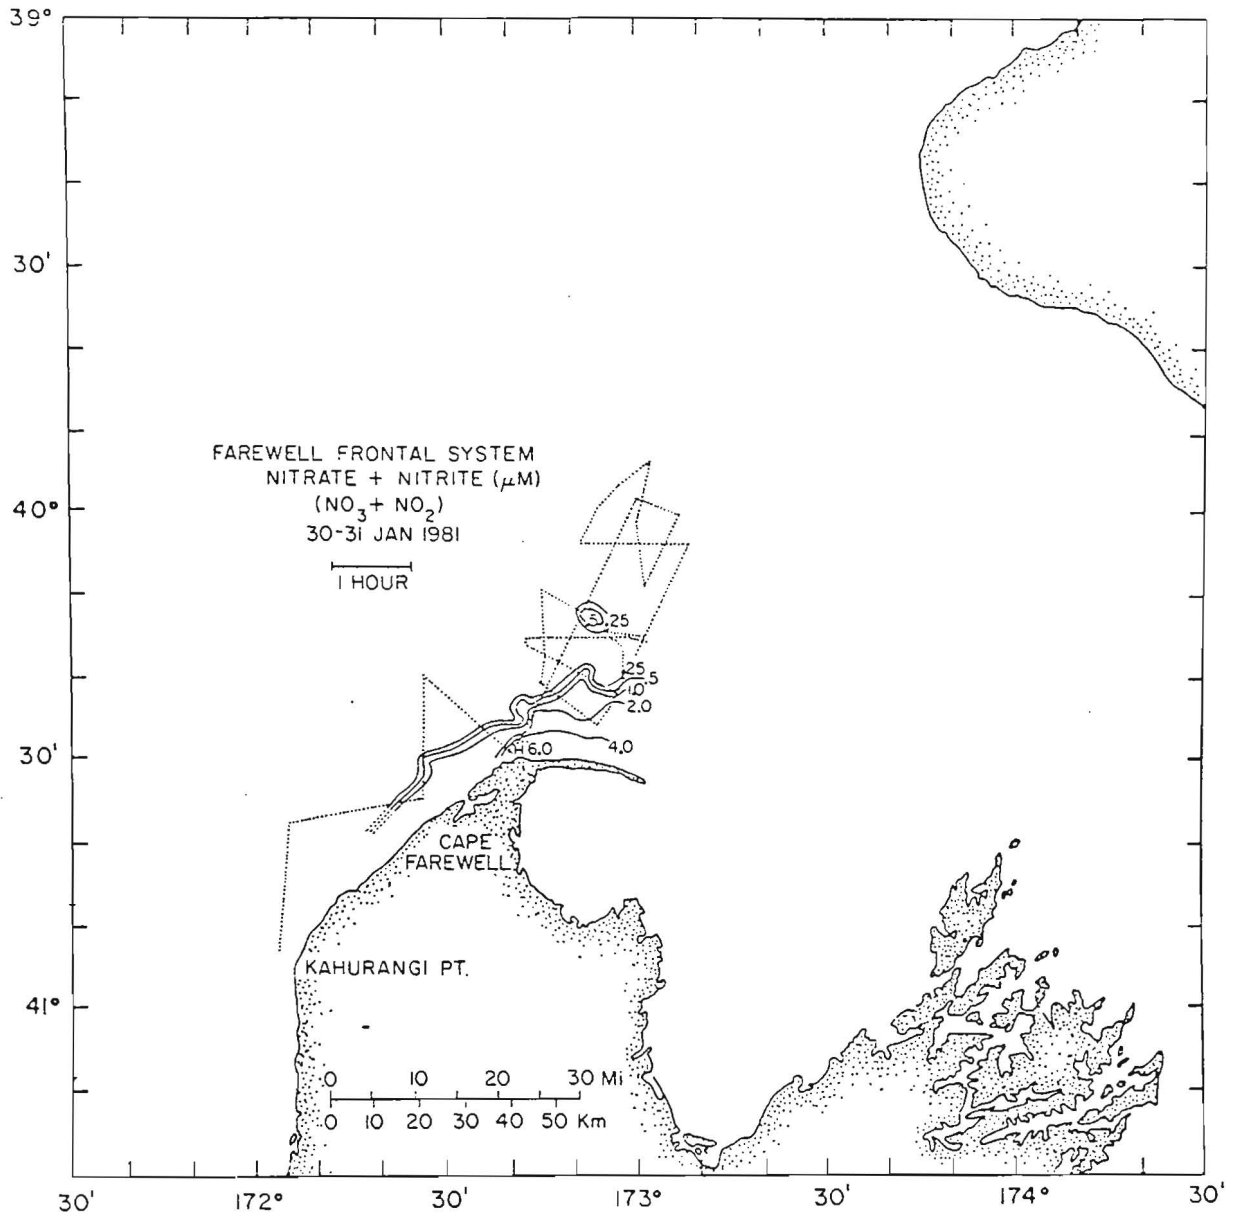 39°
30'
FAREWELL FRONTAL SYSTEM
NITRATE + NITRITE (μM)
(NO₃ + NO₂)
30-31 JAN 1981
1 HOUR
40°
.5 .25
.25
.5
1.0
2.0
4.0
H 6.0
30'
CAPE
FAREWELL
KAHURANGI PT.
41°
0 10 20 30 Mi
0 10 20 30 40 50 Km
30' 172° 30' 173° 30' 174° 30'